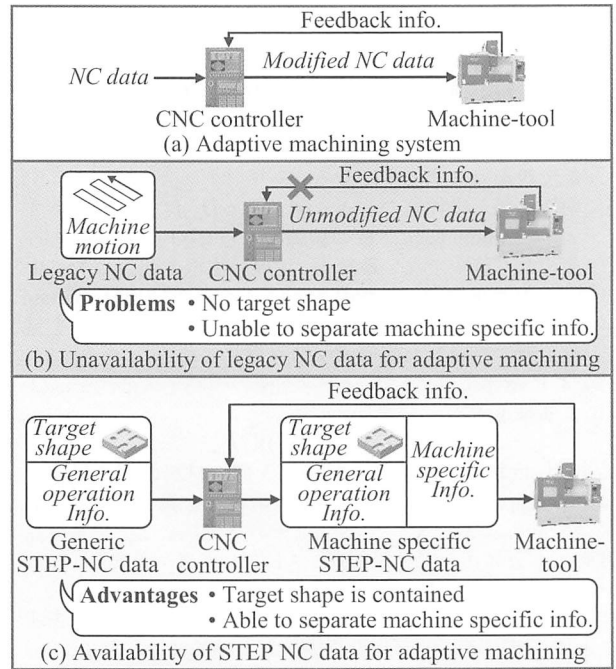 Feedback info.
NC data
Modified NC data
CNC controller
Machine-tool
(a) Adaptive machining system
Feedback info.
Machine motion
Unmodified NC data
Legacy NC data
CNC controller
Machine-tool
Problems • No target shape
• Unable to separate machine specific info.
(b) Unavailability of legacy NC data for adaptive machining
Feedback info.
Target shape
General operation Info.
Target shape
General operation Info.
Machine specific Info.
Generic STEP-NC data
CNC controller
Machine specific STEP-NC data
Machine-tool
Advantages • Target shape is contained
• Able to separate machine specific info.
(c) Availability of STEP NC data for adaptive machining